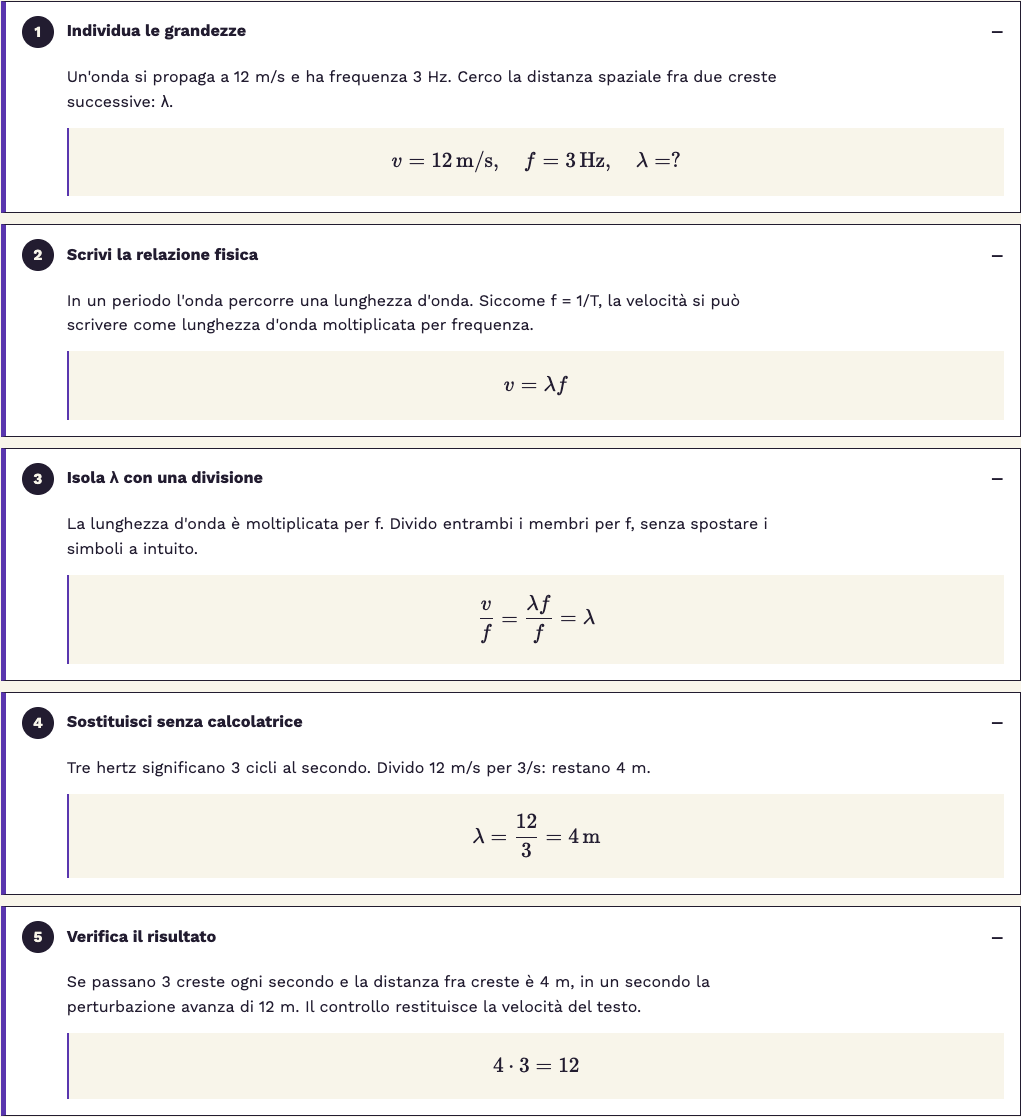 1 Individua le grandezze –
Un'onda si propaga a 12 m/s e ha frequenza 3 Hz. Cerco la distanza spaziale fra due creste
successive: λ.
v = 12 m/s, f = 3 Hz, λ =?
2 Scrivi la relazione fisica –
In un periodo l'onda percorre una lunghezza d'onda. Siccome f = 1/T, la velocità si può
scrivere come lunghezza d'onda moltiplicata per frequenza.
v = λf
3 Isola λ con una divisione –
La lunghezza d'onda è moltiplicata per f. Divido entrambi i membri per f, senza spostare i
simboli a intuito.
v/f = λf/f = λ
4 Sostituisci senza calcolatrice –
Tre hertz significano 3 cicli al secondo. Divido 12 m/s per 3/s: restano 4 m.
λ = 12/3 = 4 m
5 Verifica il risultato –
Se passano 3 creste ogni secondo e la distanza fra creste è 4 m, in un secondo la
perturbazione avanza di 12 m. Il controllo restituisce la velocità del testo.
4 · 3 = 12